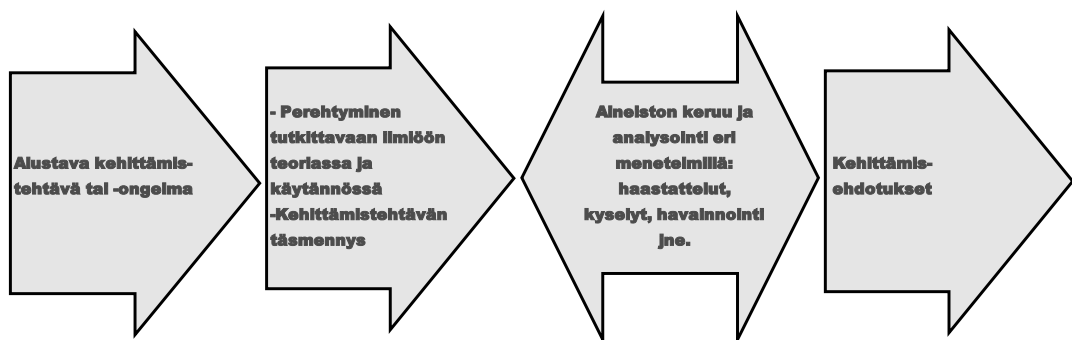 Alustava kehittämis-
tehtävä tai -ongelma
- Perehtyminen
tutkittavaan ilmiöön
teoriassa ja
käytännössä
-Kehittämistehtävän
täsmennys
Aineiston keruu ja
analysointi eri
menetelmillä:
haastattelut,
kyselyt, havainnointi
jne.
Kehittämis-
ehdotukset